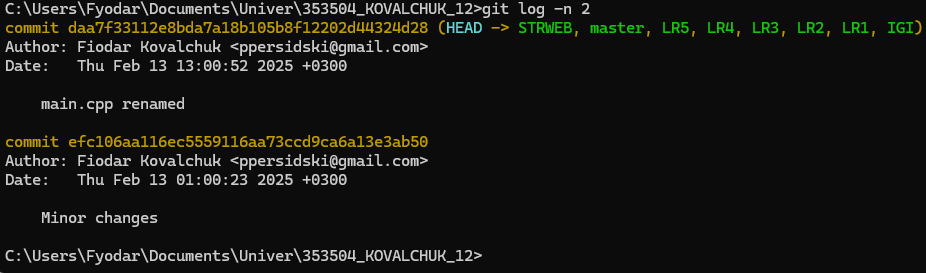 C:\Users\Fyodar\Documents\Univer\353504_KOVALCHUK_12>git log -n 2
commit daa7f33112e8bda7a18b105b8f12202d44324d28 (HEAD -> STRWEB, master, LR5, LR4, LR3, LR2, LR1, IGI)
Author: Fiodar Kovalchuk <ppersidski@gmail.com>
Date:   Thu Feb 13 13:00:52 2025 +0300
    main.cpp renamed
commit efc106aa116ec5559116aa73ccd9ca6a13e3ab50
Author: Fiodar Kovalchuk <ppersidski@gmail.com>
Date:   Thu Feb 13 01:00:23 2025 +0300
    Minor changes
C:\Users\Fyodar\Documents\Univer\353504_KOVALCHUK_12>